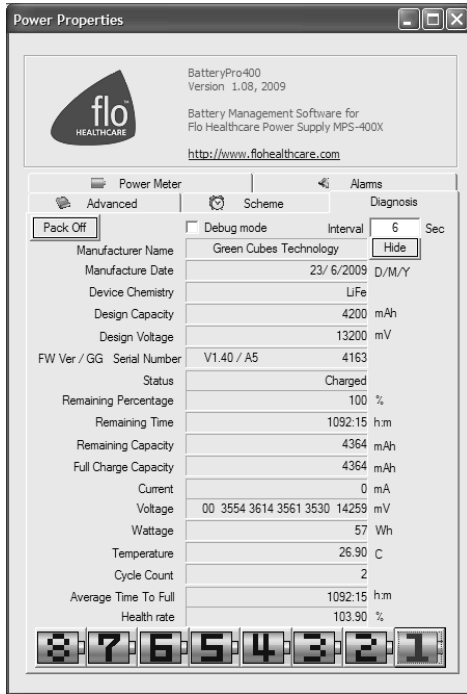 Power Properties
flo
HEALTHCARE
BatteryPro400
Version 1.08, 2009
Battery Management Software for
Flo Healthcare Power Supply MPS-400X
http://www.flohealthcare.com
Power Meter Alarms
Advanced Scheme Diagnosis
Pack Off Debug mode Interval 6 Sec
Manufacturer Name Green Cubes Technology Hide
Manufacture Date 23/ 6/2009 D/M/Y
Device Chemistry LiFe
Design Capacity 4200 mAh
Design Voltage 13200 mV
FW Ver / GG Serial Number V1.40 / A5 4163
Status Charged
Remaining Percentage 100 %
Remaining Time 1092:15 h:m
Remaining Capacity 4364 mAh
Full Charge Capacity 4364 mAh
Current 0 mA
Voltage 00 3554 3614 3561 3530 14259 mV
Wattage 57 Wh
Temperature 26.90 C
Cycle Count 2
Average Time To Full 1092:15 h:m
Health rate 103.90 %
8 7 6 5 4 3 2 1